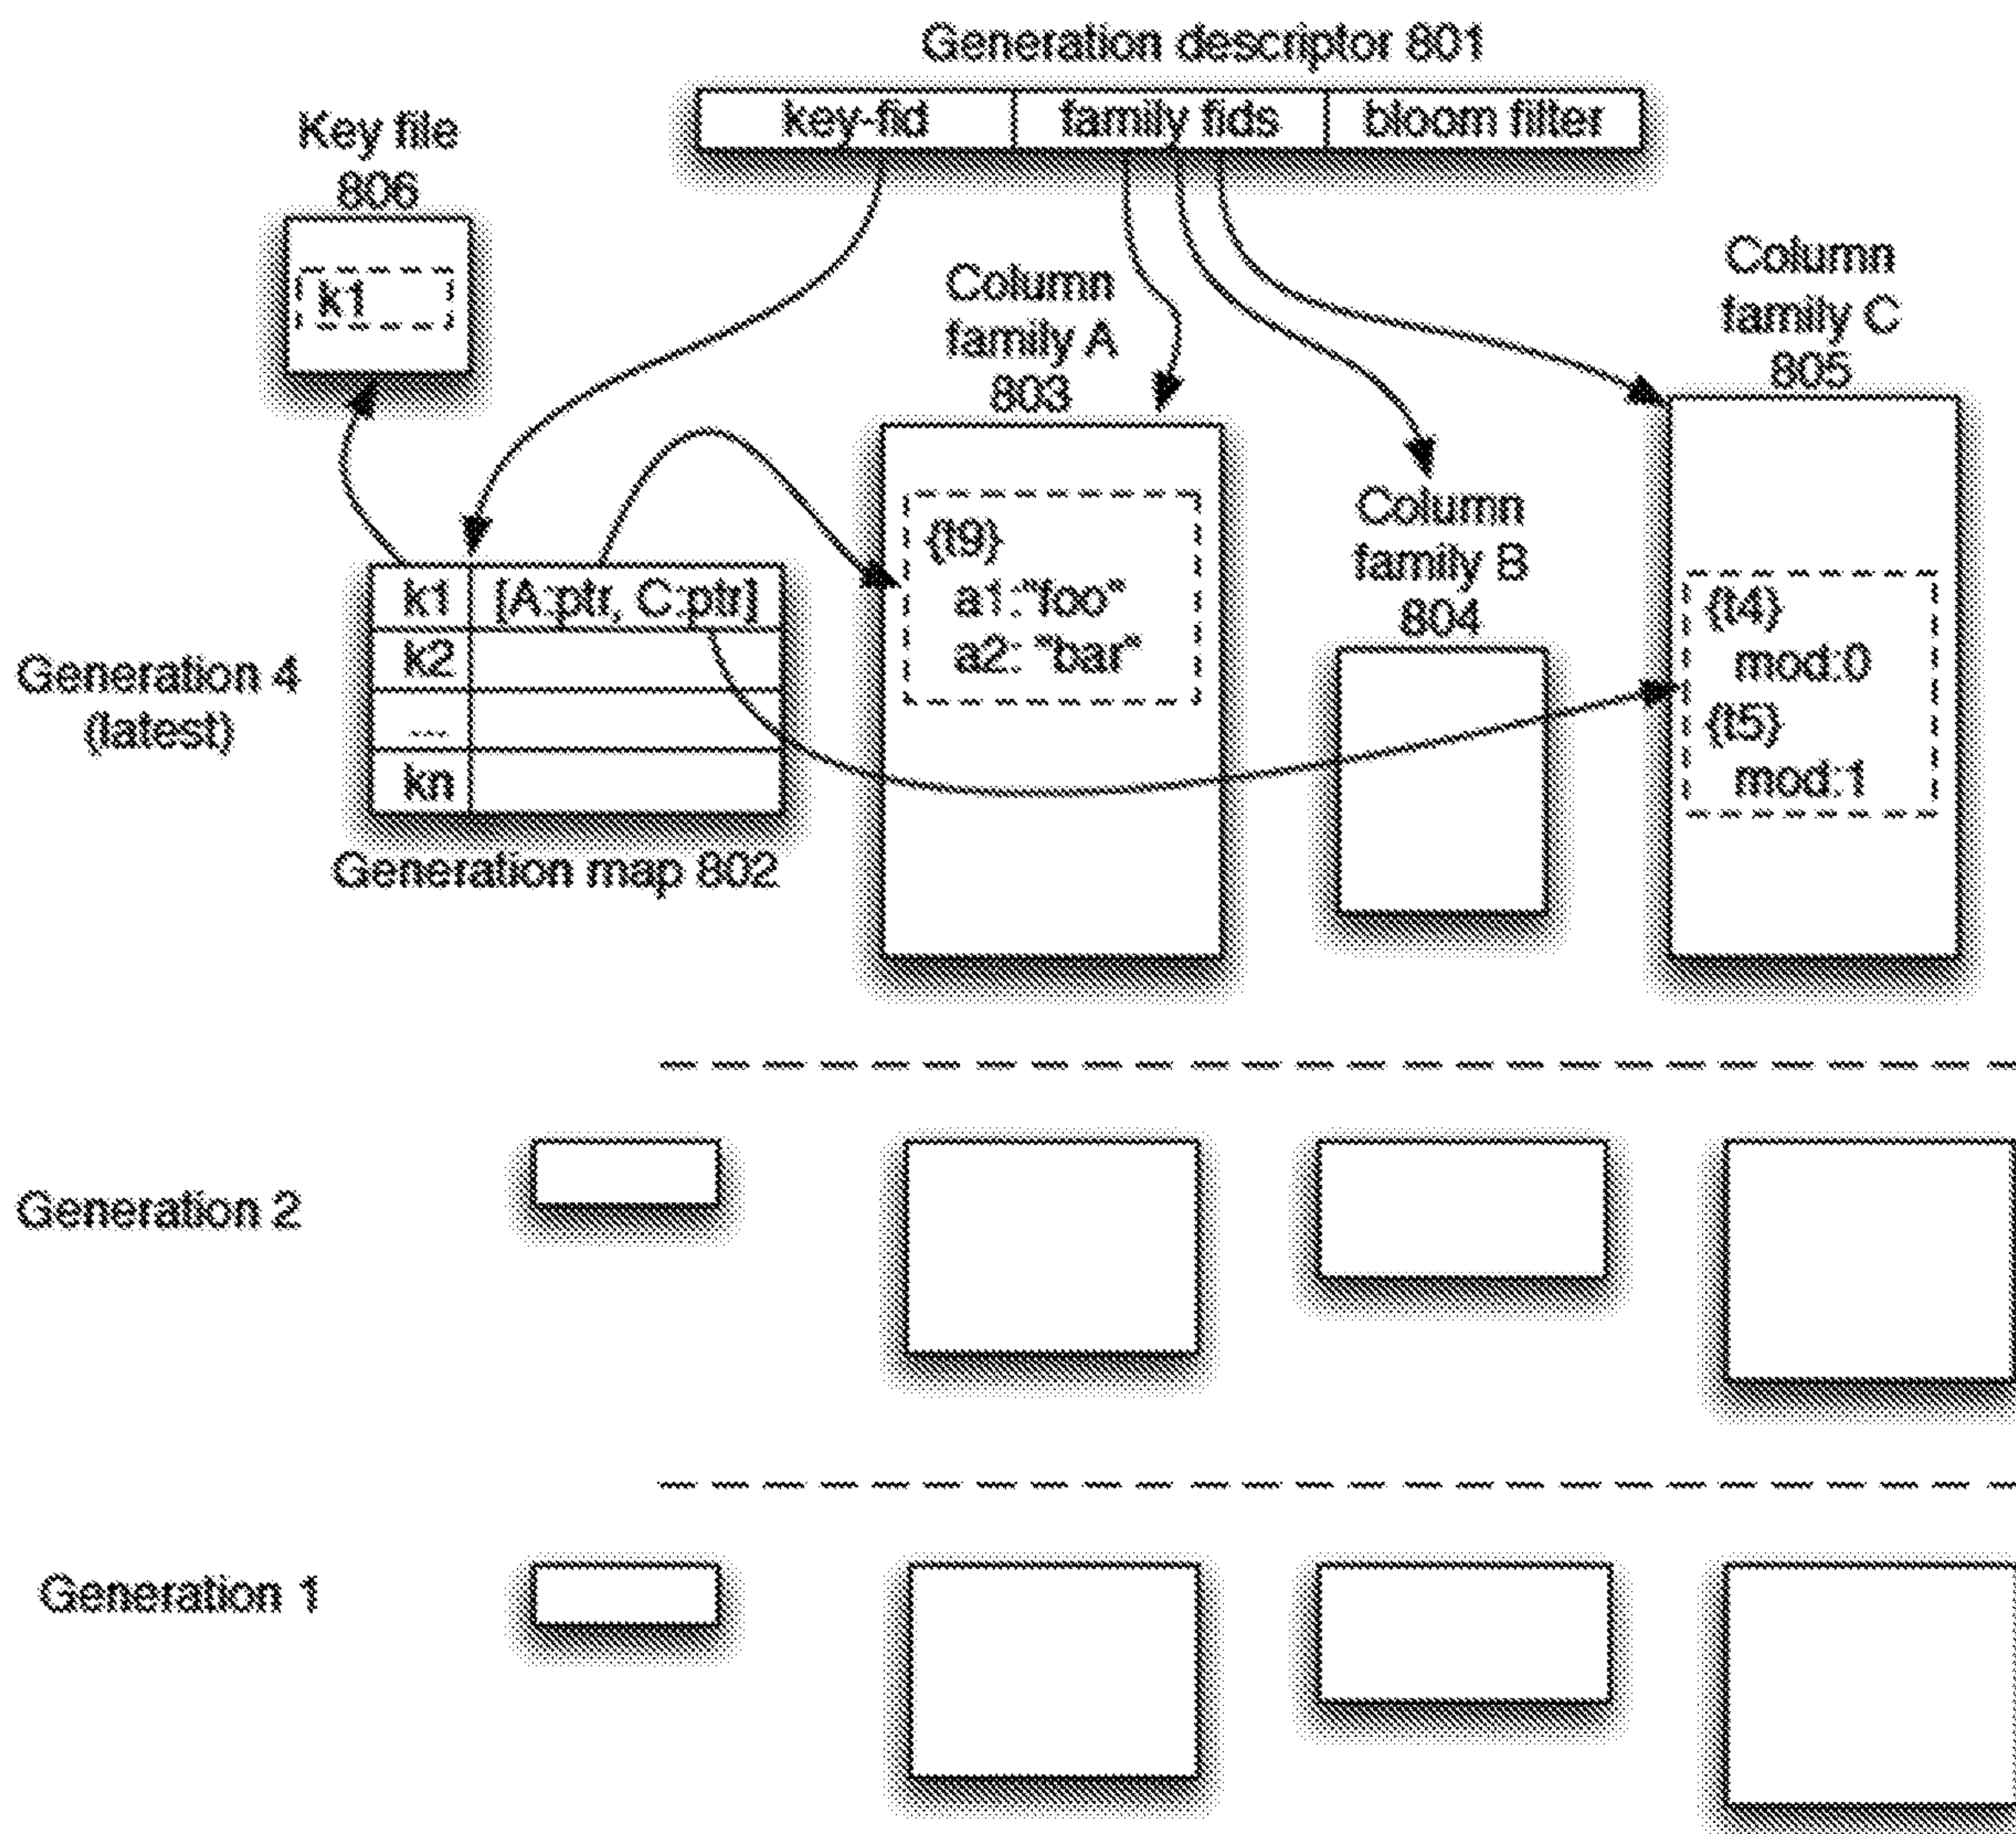 Generation descriptor 801
key-fid family fids bloom filter
Key file
806
k1
Column
family A
803
Column
family C
805
Column
family B
804
{t9}
a1:"foo"
a2: "bar"
{t4}
mod:0
{t5}
mod:1
k1 [A:ptr, C:ptr]
k2
...
kn
Generation map 802
Generation 4
(latest)
Generation 2
Generation 1